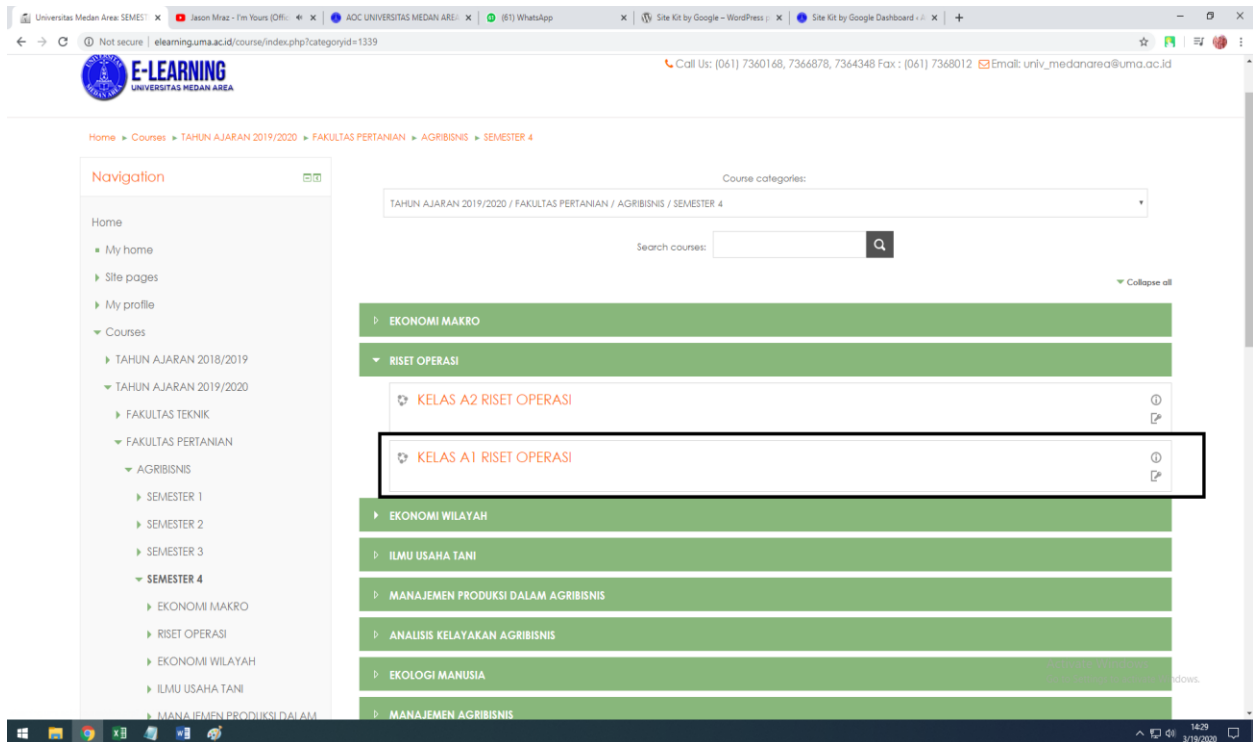 Medan Area: SEMEST
Jason Mraz - I'm Yours (Offic
AOC UNIVERSITAS MEDAN AREA
(61) WhatsApp
Site Kit by Google – WordPress p
Site Kit by Google Dashboard ‹ A
Not secure | elearning.uma.ac.id/course/index.php?categoryid=1339
E-LEARNING
UNIVERSITAS MEDAN AREA
Call Us: (061) 7360168, 7366878, 7364348 Fax : (061) 7368012 Email: univ_medanarea@uma.ac.id
Home ► Courses ► TAHUN AJARAN 2019/2020 ► FAKULTAS PERTANIAN ► AGRIBISNIS ► SEMESTER 4
Navigation
Home
My home
Site pages
My profile
Courses
TAHUN AJARAN 2018/2019
TAHUN AJARAN 2019/2020
FAKULTAS TEKNIK
FAKULTAS PERTANIAN
AGRIBISNIS
SEMESTER 1
SEMESTER 2
SEMESTER 3
SEMESTER 4
EKONOMI MAKRO
RISET OPERASI
EKONOMI WILAYAH
ILMU USAHA TANI
MANAJEMEN PRODUKSI DALAM
Course categories:
TAHUN AJARAN 2019/2020 / FAKULTAS PERTANIAN / AGRIBISNIS / SEMESTER 4
Search courses:
Collapse all
EKONOMI MAKRO
RISET OPERASI
KELAS A2 RISET OPERASI
KELAS A1 RISET OPERASI
EKONOMI WILAYAH
ILMU USAHA TANI
MANAJEMEN PRODUKSI DALAM AGRIBISNIS
ANALISIS KELAYAKAN AGRIBISNIS
EKOLOGI MANUSIA
MANAJEMEN AGRIBISNIS
14:29
3/19/2020